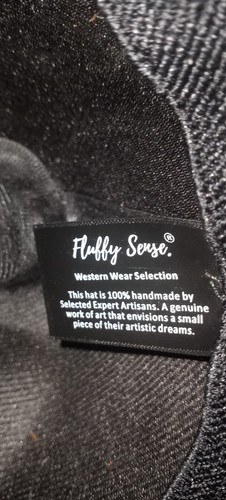 Fluffy Sense.®
Western Wear Selection
This hat is 100% handmade by
Selected Expert Artisans. A genuine
work of art that envisions a small
piece of their artistic dreams.